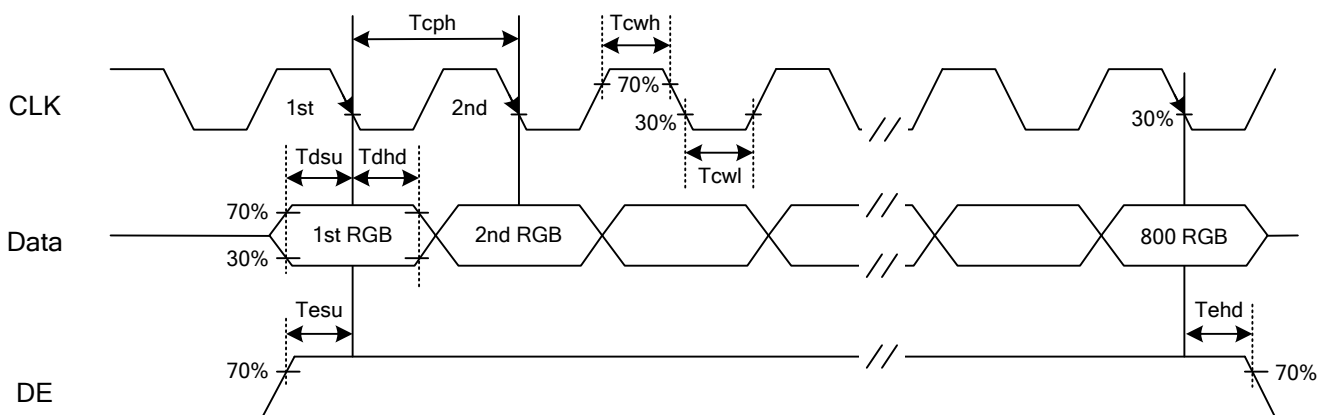 Tcph
Tcwh
CLK
1st
2nd
70%
30%
30%
Tcwl
Tdsu
Tdhd
70%
Data
1st RGB
2nd RGB
800 RGB
30%
Tesu
Tehd
70%
70%
DE